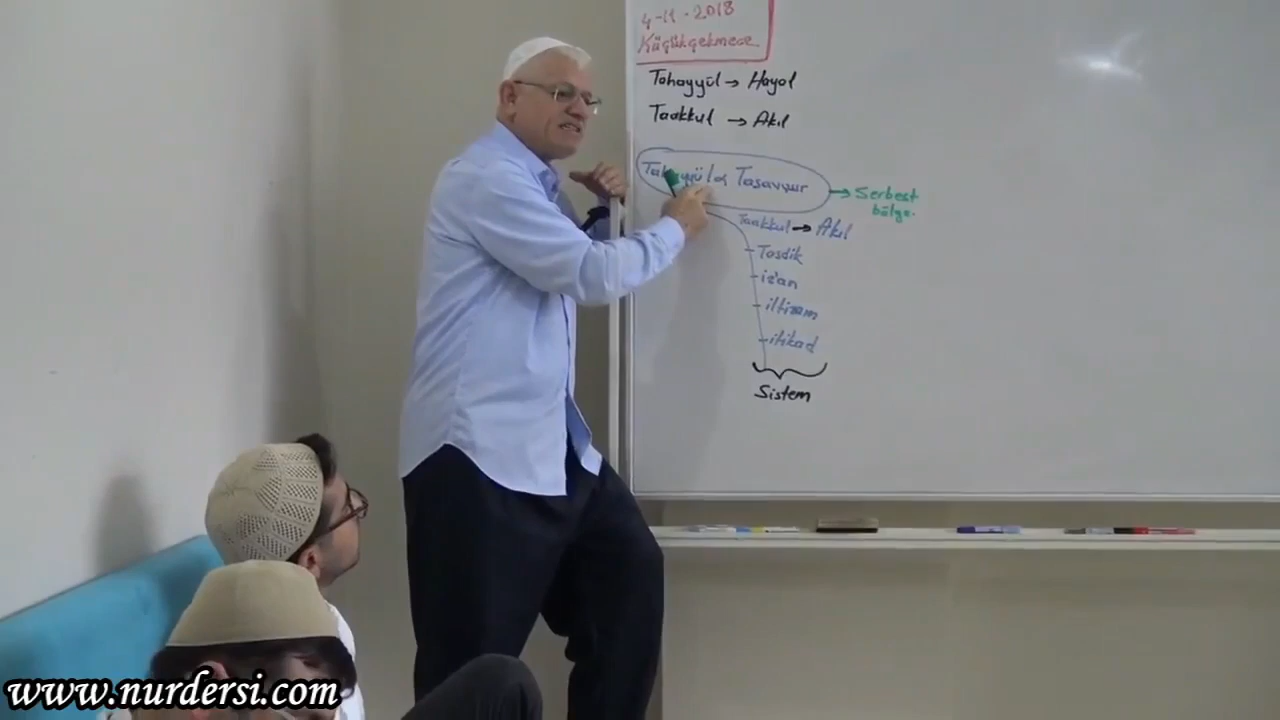 4-11-2018
Küçükçekmece
Tahayyül → Hayal
Taakkul → Akıl
Tasavvur → Serbest
bölge.
Taakkul → Akıl
Tasdik
iz'an
iltizam
itikad
Sistem
www.nurdersi.com